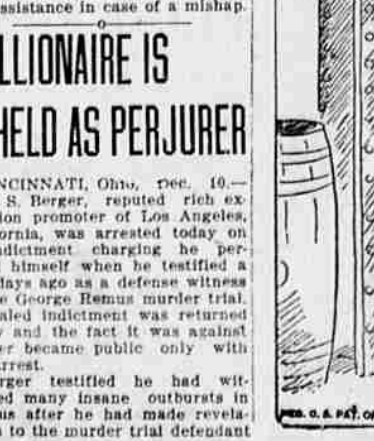 ssistance in case of a mishap.
LLIONAIRE IS
HELD AS PERJURER
NCINNATI, Ohio, Dec. 10.—
S. Berger, reputed rich ex-
ion promoter of Los Angeles,
ornia, was arrested today on
ndictment charging he per-
himself when he testified a
days ago as a defense witness
e George Remus murder trial.
aled indictment was returned
y and the fact it was against
er became public only with
rrest.
rger testified he had wit-
ed many insane outbursts in
us after he had made revela-
s to the murder trial defendant
U. S. PAT. OF